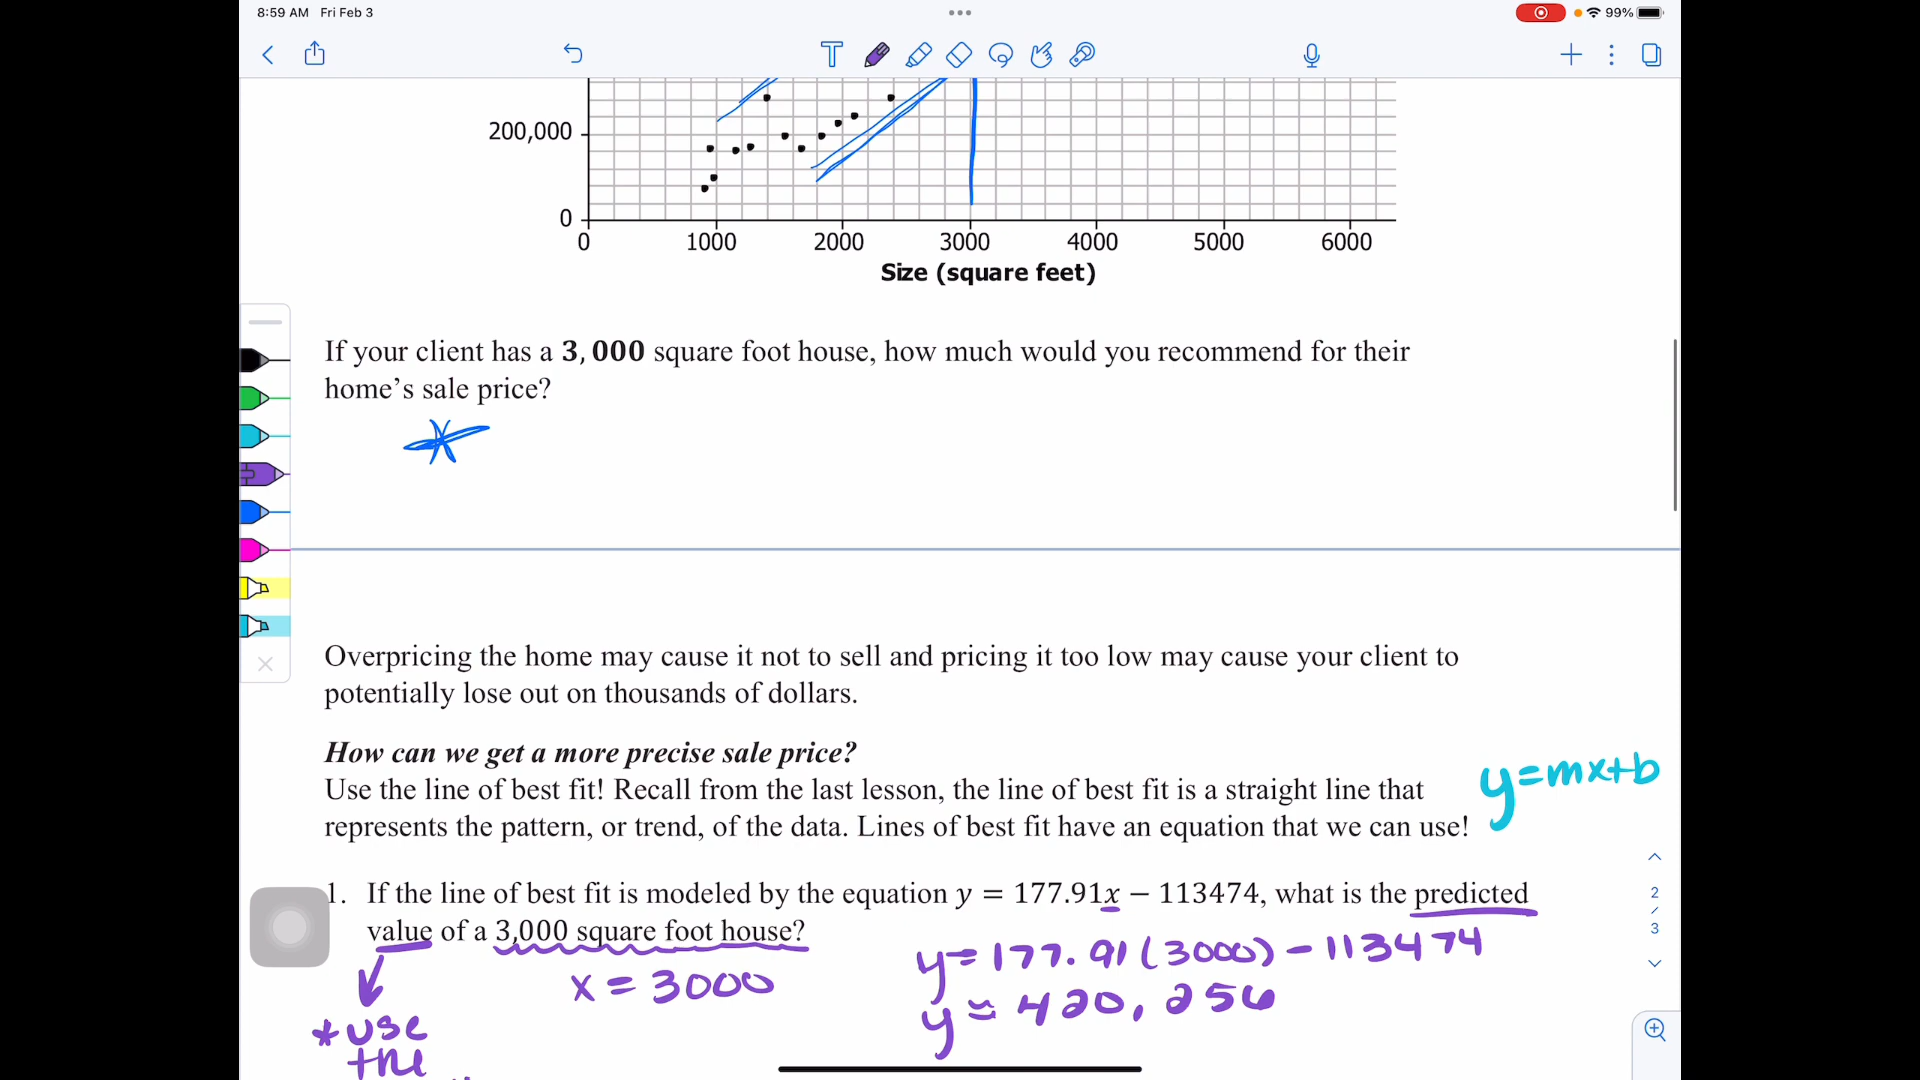 8:59 AM Fri Feb 3
99%
200,000
0
0 1000 2000 3000 4000 5000 6000
Size (square feet)
If your client has a 3,000 square foot house, how much would you recommend for their
home’s sale price?
Overpricing the home may cause it not to sell and pricing it too low may cause your client to
potentially lose out on thousands of dollars.
How can we get a more precise sale price?
y=mx+b
Use the line of best fit! Recall from the last lesson, the line of best fit is a straight line that
represents the pattern, or trend, of the data. Lines of best fit have an equation that we can use!
1. If the line of best fit is modeled by the equation y = 177.91x − 113474, what is the predicted
value of a 3,000 square foot house?
y=177.91(3000)-113474
x=3000
y≈420,256
*use
the
2
/
3